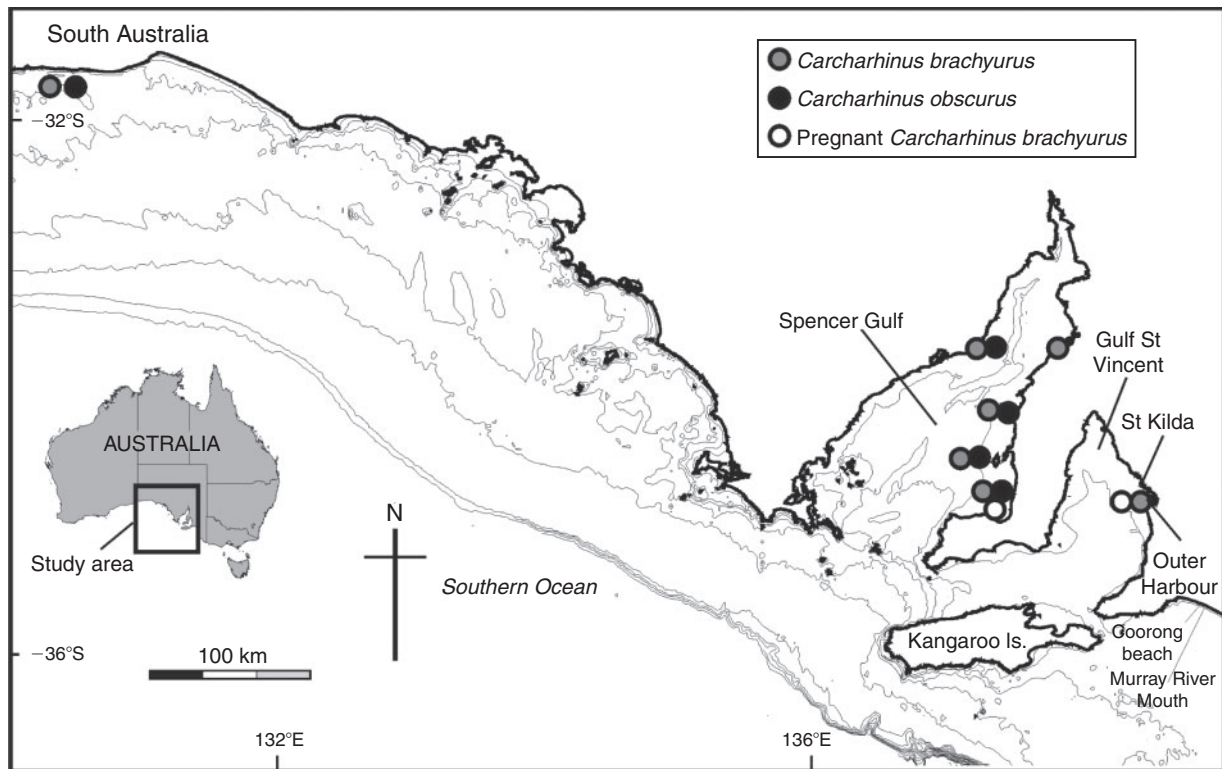 South Australia
Carcharhinus brachyurus
Carcharhinus obscurus
Pregnant Carcharhinus brachyurus
−32°S
Spencer Gulf
Gulf St
Vincent
St Kilda
AUSTRALIA
Study area
N
Southern Ocean
Outer
Harbour
Kangaroo Is.
Coorong
beach
Murray River
Mouth
−36°S
100 km
132°E
136°E